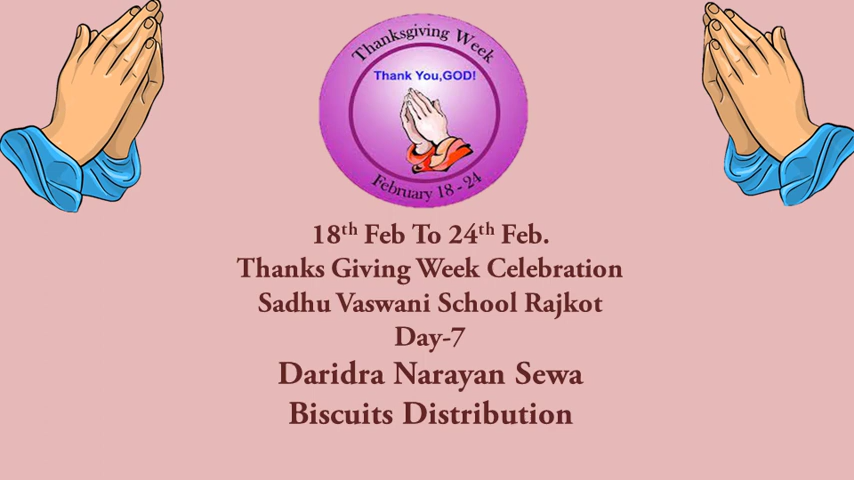 Thanksgiving Week
Thank You,GOD!
February 18 - 24
18th Feb To 24th Feb.
Thanks Giving Week Celebration
Sadhu Vaswani School Rajkot
Day-7
Daridra Narayan Sewa
Biscuits Distribution